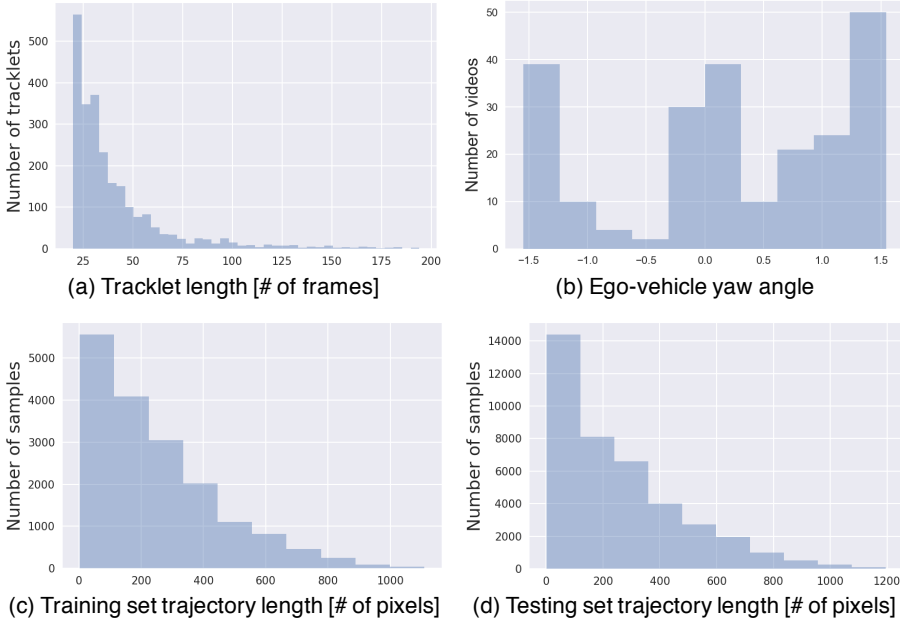 Number of tracklets
500
400
300
200
100
0
25 50 75 100 125 150 175 200
(a) Tracklet length [# of frames]
Number of videos
50
40
30
20
10
0
−1.5 −1.0 −0.5 0.0 0.5 1.0 1.5
(b) Ego-vehicle yaw angle
Number of samples
5000
4000
3000
2000
1000
0
0 200 400 600 800 1000
(c) Training set trajectory length [# of pixels]
Number of samples
14000
12000
10000
8000
6000
4000
2000
0
0 200 400 600 800 1000 1200
(d) Testing set trajectory length [# of pixels]